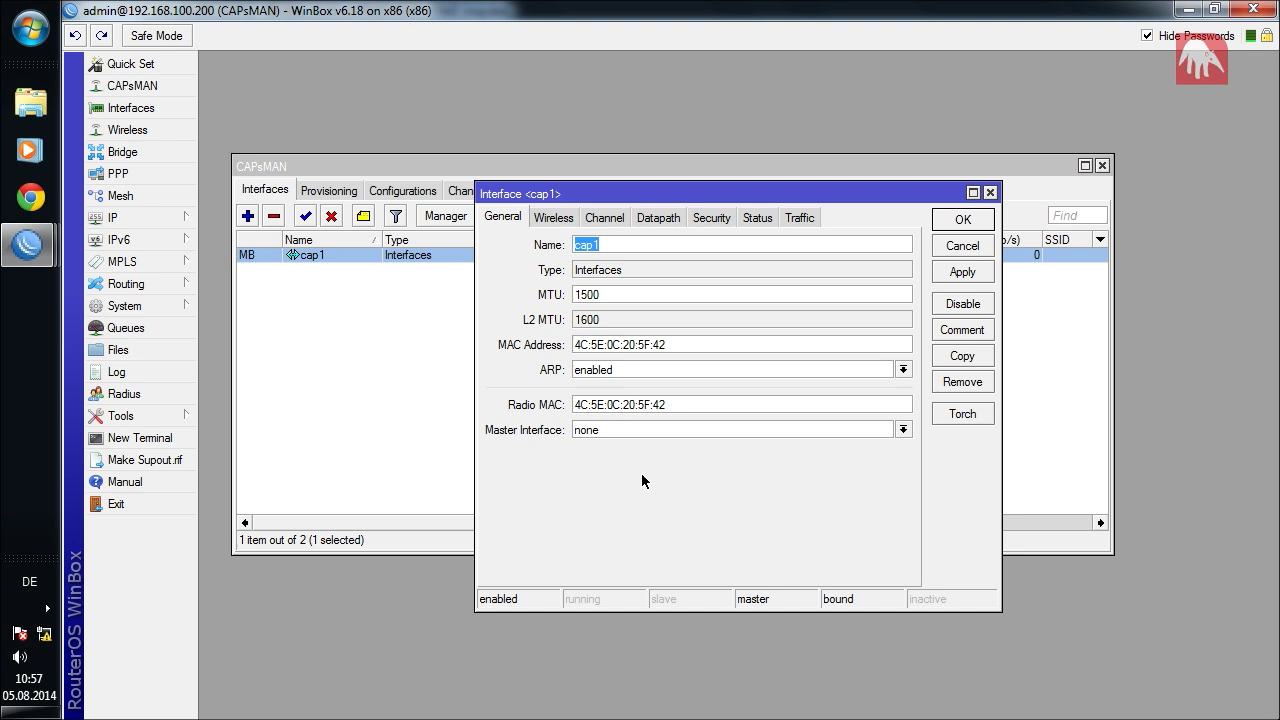 admin@192.168.100.200 (CAPsMAN) - WinBox v6.18 on x86 (x86)
Safe Mode
Hide Passwords
Quick Set
CAPsMAN
Interfaces
Wireless
Bridge
PPP
Mesh
IP
IPv6
MPLS
Routing
System
Queues
Files
Log
Radius
Tools
New Terminal
Make Supout.rif
Manual
Exit
RouterOS WinBox
CAPsMAN
Interfaces Provisioning Configurations Chan
Manager
Find
Name Type p/s) SSID
MB cap1 Interfaces 0
1 item out of 2 (1 selected)
Interface <cap1>
General Wireless Channel Datapath Security Status Traffic
Name: cap1
Type: Interfaces
MTU: 1500
L2 MTU: 1600
MAC Address: 4C:5E:0C:20:5F:42
ARP: enabled
Radio MAC: 4C:5E:0C:20:5F:42
Master Interface: none
OK
Cancel
Apply
Disable
Comment
Copy
Remove
Torch
enabled running slave master bound inactive
DE
10:57
05.08.2014